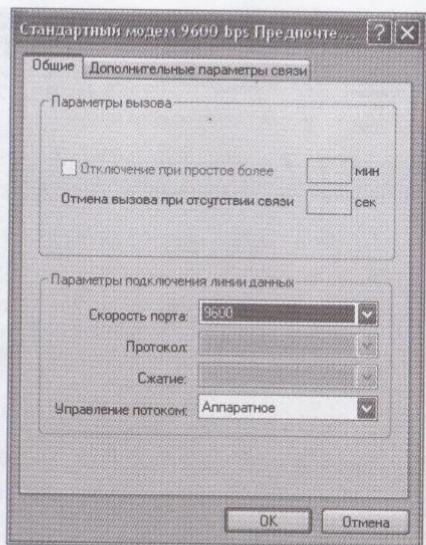 Стандартный модем 9600 bps Предпочте...
Общие Дополнительные параметры связи
Параметры вызова
Отключение при простое более мин
Отмена вызова при отсутствии связи сек
Параметры подключения линии данных
Скорость порта: 9600
Протокол:
Сжатие:
Управление потоком: Аппаратное
OK Отмена